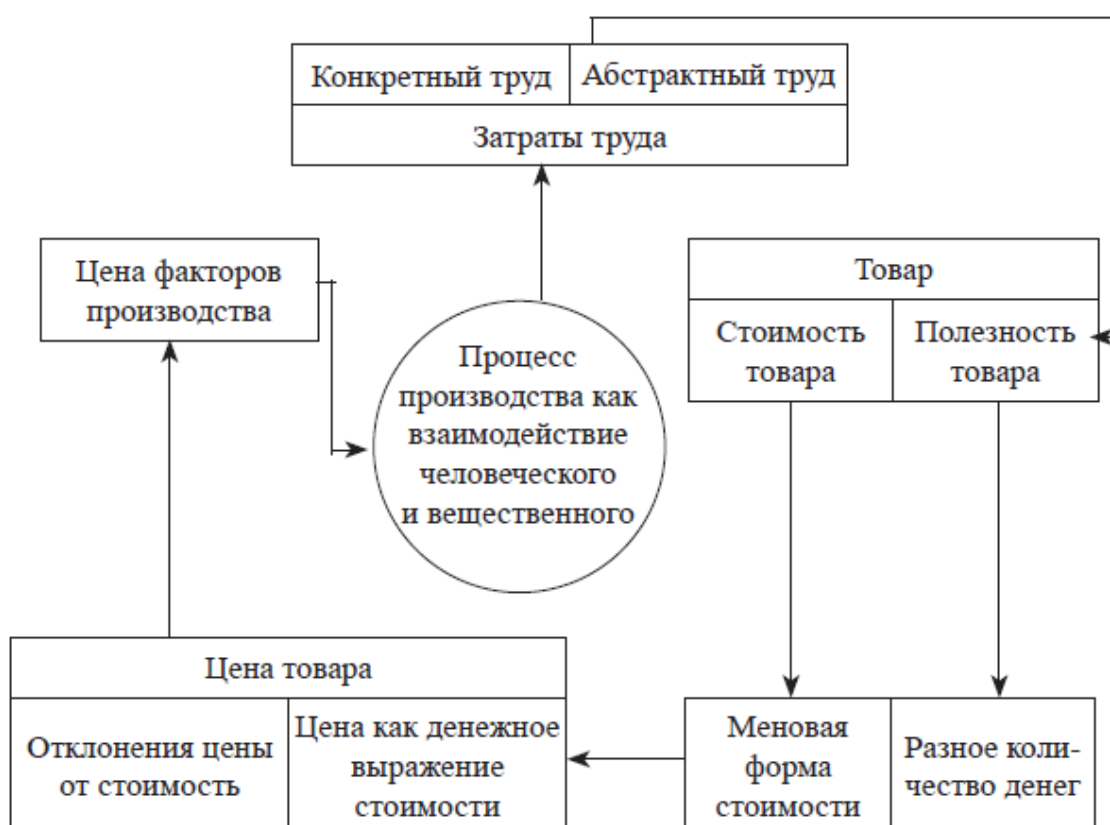 Конкретный труд
Абстрактный труд
Затраты труда
Цена факторов
производства
Товар
Стоимость
товара
Полезность
товара
Процесс
производства как
взаимодействие
человеческого
и вещественного
Цена товара
Отклонения цены
от стоимость
Цена как денежное
выражение
стоимости
Меновая
форма
стоимости
Разное коли-
чество денег